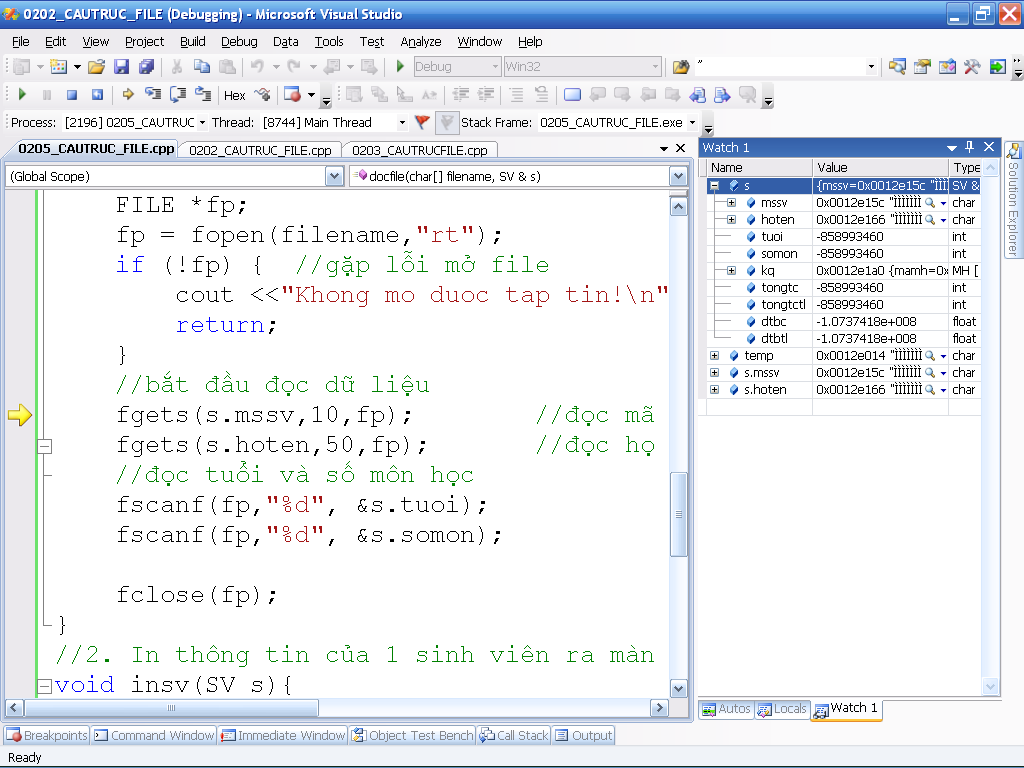 0202_CAUTRUC_FILE (Debugging) - Microsoft Visual Studio
File Edit View Project Build Debug Data Tools Test Analyze Window Help
Debug Win32 "
Hex
Process: [2196] 0205_CAUTRUC Thread: [8744] Main Thread Stack Frame: 0205_CAUTRUC_FILE.exe
0205_CAUTRUC_FILE.cpp 0202_CAUTRUC_FILE.cpp 0203_CAUTRUCFILE.cpp
(Global Scope) docfile(char[] filename, SV & s)
FILE *fp;
fp = fopen(filename,"rt");
if (!fp) { //gặp lỗi mở file
cout <<"Khong mo duoc tap tin!\n"
return;
}
//bắt đầu đọc dữ liệu
fgets(s.mssv,10,fp); //đọc mã
fgets(s.hoten,50,fp); //đọc họ
//đọc tuổi và số môn học
fscanf(fp,"%d", &s.tuoi);
fscanf(fp,"%d", &s.somon);
fclose(fp);
}
//2. In thông tin của 1 sinh viên ra màn
void insv(SV s){
Watch 1
Name Value Type
s {mssv=0x0012e15c "ÌÌÌ SV &
mssv 0x0012e15c "ÌÌÌÌÌÌÌ char
hoten 0x0012e166 "ÌÌÌÌÌÌÌ char
tuoi -858993460 int
somon -858993460 int
kq 0x0012e1a0 {mamh=0x MH [
tongtc -858993460 int
tongtctl -858993460 int
dtbc -1.0737418e+008 float
dtbtl -1.0737418e+008 float
temp 0x0012e014 "ÌÌÌÌÌÌÌ char
s.mssv 0x0012e15c "ÌÌÌÌÌÌÌ char
s.hoten 0x0012e166 "ÌÌÌÌÌÌÌ char
Solution Explorer
Autos Locals Watch 1
Breakpoints Command Window Immediate Window Object Test Bench Call Stack Output
Ready